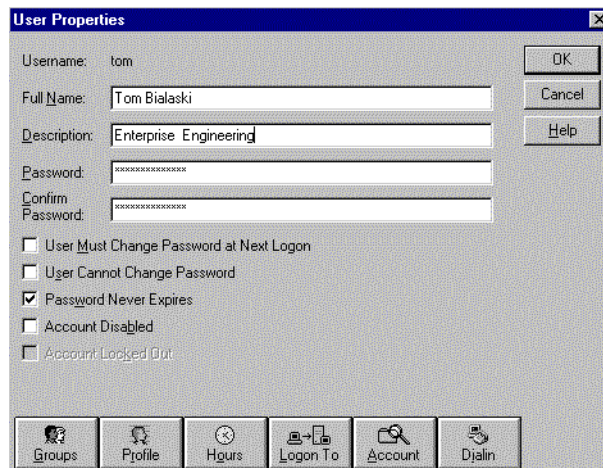 User Properties
Username: tom
OK
Full Name: Tom Bialaski
Cancel
Description: Enterprise Engineering
Help
Password: **************
Confirm
Password: **************
User Must Change Password at Next Logon
User Cannot Change Password
Password Never Expires
Account Disabled
Account Locked Out
Groups Profile Hours Logon To Account Dialin